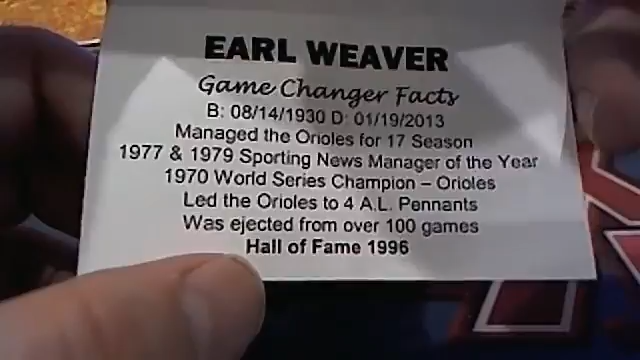 EARL WEAVER
Game Changer Facts
B: 08/14/1930 D: 01/19/2013
Managed the Orioles for 17 Season
1977 & 1979 Sporting News Manager of the Year
1970 World Series Champion – Orioles
Led the Orioles to 4 A.L. Pennants
Was ejected from over 100 games
Hall of Fame 1996